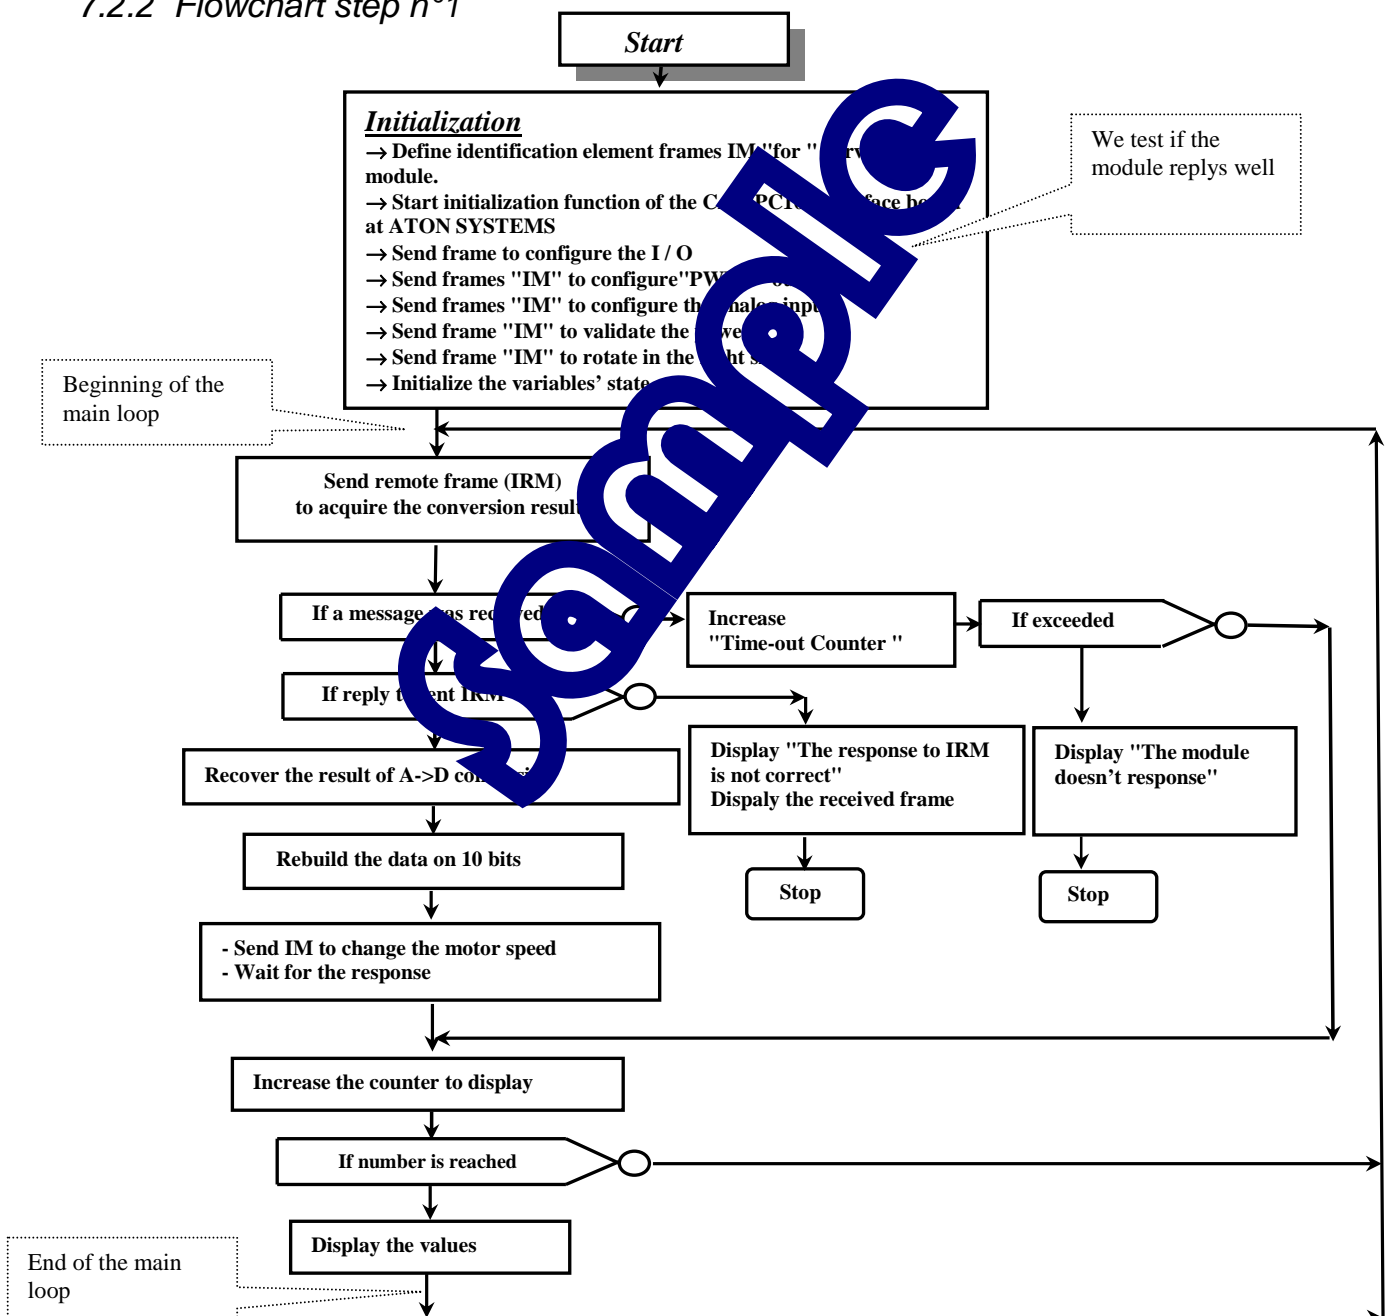 7.2.2 Flowchart step n°1
Start
Initialization
→ Define identification element frames IM "for "
module.
→ Start initialization function of the
at ATON SYSTEMS
→ Send frame to configure the I / O
→ Send frames "IM" to configure
→ Send frames "IM" to configure
→ Send frame "IM" to validate the
→ Send frame "IM" to rotate in the
→ Initialize the variables' state
We test if the
module replys well
Beginning of the
main loop
Send remote frame (IRM)
to acquire the conversion result
If a message was received
Increase
"Time-out Counter "
If exceeded
If reply IRM
Display "The response to IRM
is not correct"
Dispaly the received frame
Display "The module
doesn't response"
Recover the result of A->D
Rebuild the data on 10 bits
Stop
Stop
- Send IM to change the motor speed
- Wait for the response
Increase the counter to display
If number is reached
Display the values
End of the main
loop
Sample